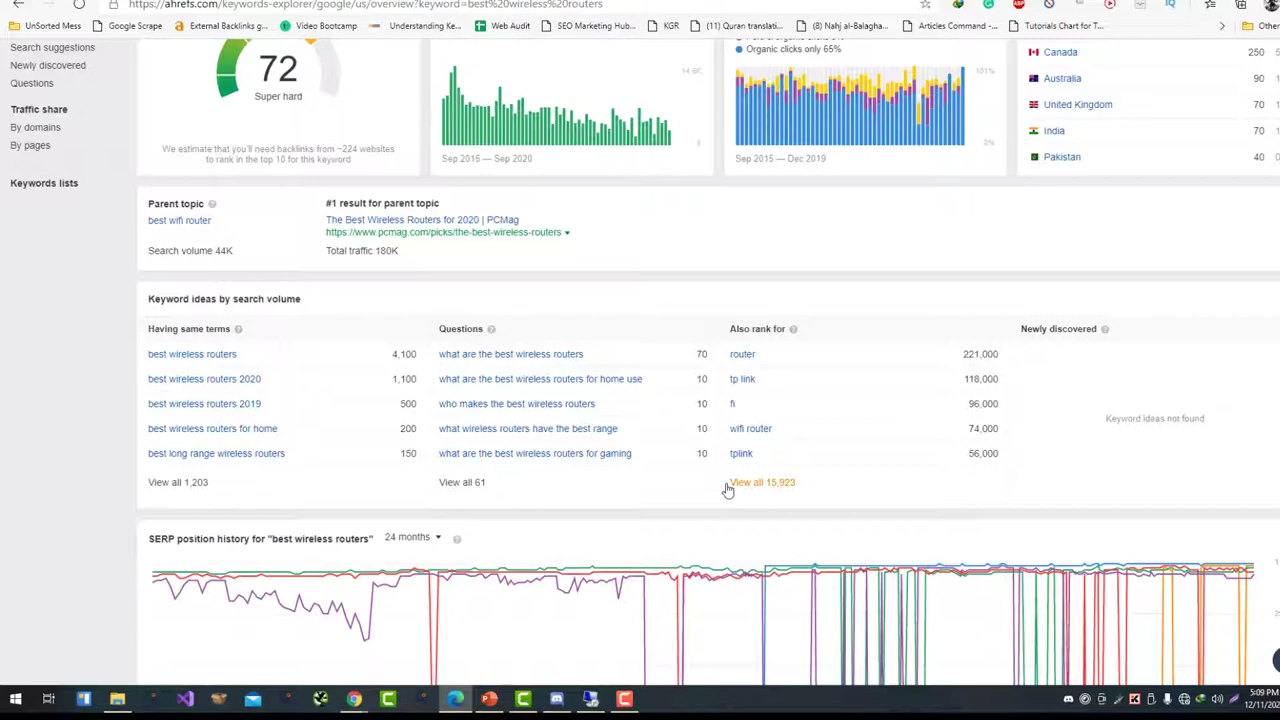 https://ahrefs.com/keywords-explorer/google/us/overview?keyword=best%20wireless%20routers
UnSorted Mess
Google Scrape
External Backlinks g...
Video Bootcamp
Understanding Ke...
Web Audit
SEO Marketing Hub...
KGR
(11) Quran translati...
(8) Nahj al-Balagha...
Articles Command -...
Tutorials Chart for T...
Search suggestions
Newly discovered
Questions
Traffic share
By domains
By pages
Keywords lists
72
Super hard
We estimate that you'll need backlinks from ~224 websites
to rank in the top 10 for this keyword
Sep 2016 — Sep 2020
Organic clicks only 65%
131%
0%
Sep 2015 — Dec 2019
Canada 250
Australia 90
United Kingdom 70
India 70
Pakistan 40
Parent topic
best wifi router
Search volume 44K
#1 result for parent topic
The Best Wireless Routers for 2020 | PCMag
https://www.pcmag.com/picks/the-best-wireless-routers
Total traffic 180K
Keyword ideas by search volume
Having same terms
best wireless routers 4,100
best wireless routers 2020 1,100
best wireless routers 2019 500
best wireless routers for home 200
best long range wireless routers 150
View all 1,203
Questions
what are the best wireless routers 70
what are the best wireless routers for home use 10
who makes the best wireless routers 10
what wireless routers have the best range 10
what are the best wireless routers for gaming 10
View all 61
Also rank for
router 221,000
tp link 118,000
fi 96,000
wifi router 74,000
tplink 56,000
View all 15,923
Newly discovered
Keyword ideas not found
SERP position history for "best wireless routers" 24 months
5:09 PM